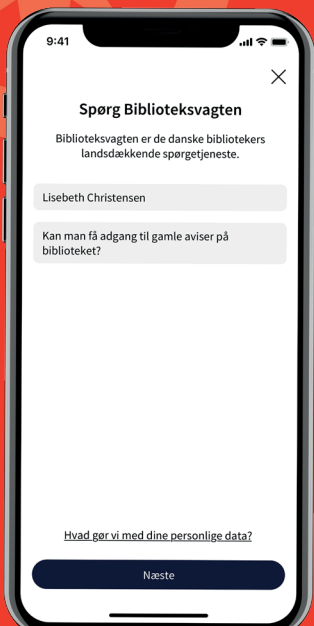 9:41
Spørg Biblioteksvagten
Biblioteksvagten er de danske bibliotekers
landsdækkende spørgetjeneste.
Lisebeth Christensen
Kan man få adgang til gamle aviser på
biblioteket?
Hvad gør vi med dine personlige data?
Næste